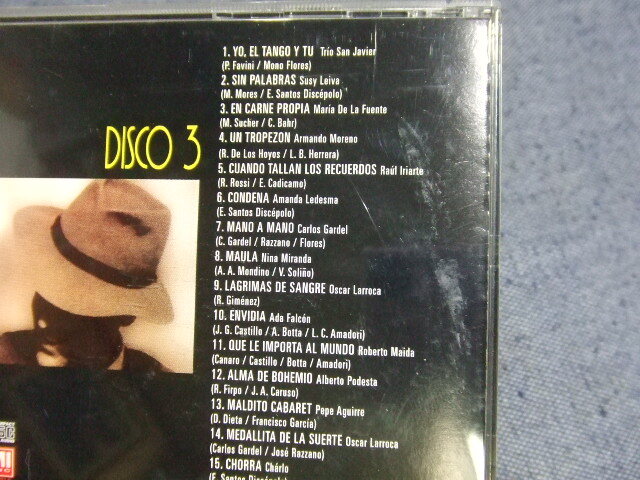 DISCO 3
1. YO, EL TANGO Y TU Trío San Javier
(P. Favini / Mono Flores)
2. SIN PALABRAS Susy Leiva
(M. Mores / E. Santos Discépolo)
3. EN CARNE PROPIA María De La Fuente
(M. Sucher / C. Bahr)
4. UN TROPEZON Armando Moreno
(R. De Los Hoyos / L. B. Herrera)
5. CUANDO TALLAN LOS RECUERDOS Raúl Iriarte
(R. Rossi / E. Cadicamo)
6. CONDENA Amanda Ledesma
(E. Santos Discépolo)
7. MANO A MANO Carlos Gardel
(C. Gardel / Razzano / Flores)
8. MAULA Nina Miranda
(A. A. Mondino / V. Soliño)
9. LAGRIMAS DE SANGRE Oscar Larroca
(R. Giménez)
10. ENVIDIA Ada Falcón
(J. G. Castillo / A. Botta / L. C. Amadori)
11. QUE LE IMPORTA AL MUNDO Roberto Maida
(Canaro / Castillo / Botta / Amadori)
12. ALMA DE BOHEMIO Alberto Podesta
(R. Firpo / J. A. Caruso)
13. MALDITO CABARET Pepe Aguirre
(O. Dieta / Francisco García)
14. MEDALLITA DE LA SUERTE Oscar Larroca
(Carlos Gardel / José Razzano)
15. CHORRA Chárlo